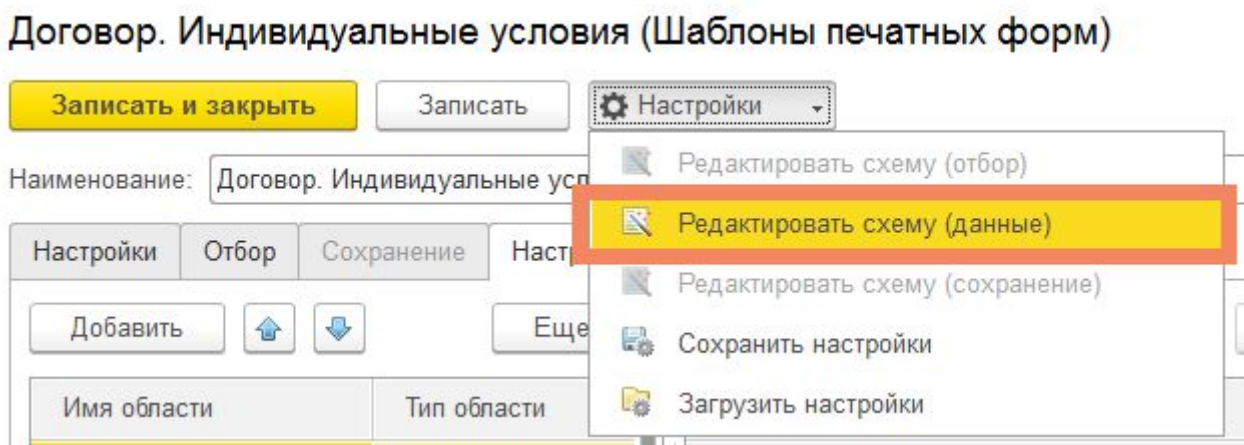 Договор. Индивидуальные условия (Шаблоны печатных форм)
Записать и закрыть
Записать
Настройки
Редактировать схему (отбор)
Наименование:
Договор. Индивидуальные усл
Редактировать схему (данные)
Настройки
Отбор
Сохранение
Наст
Редактировать схему (сохранение)
Добавить
Еще
Сохранить настройки
Имя области
Тип области
Загрузить настройки